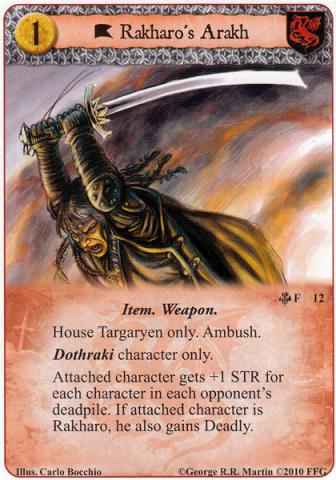 1
Rakharo's Arakh
F 12
Item. Weapon.
House Targaryen only. Ambush.
Dothraki character only.
Attached character gets +1 STR for
each character in each opponent's
deadpile. If attached character is
Rakharo, he also gains Deadly.
Illus. Carlo Bocchio ©George R.R. Martin ©2010 FFG